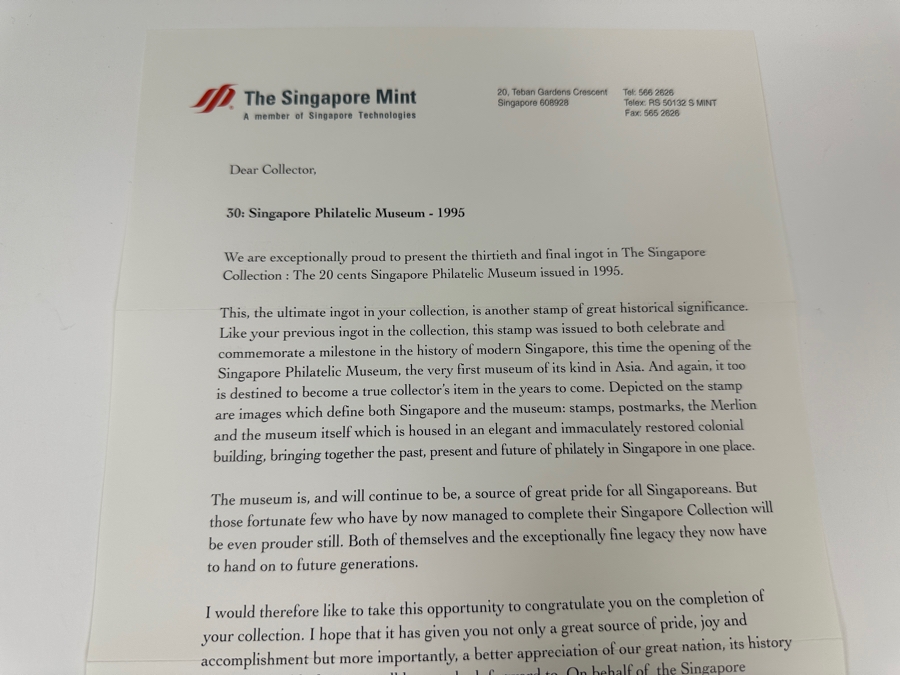 The Singapore Mint
A member of Singapore Technologies
20, Teban Gardens Crescent
Singapore 608928
Tel: 566 2626
Telex: RS 50132 S MINT
Fax: 565 2626
Dear Collector,
30: Singapore Philatelic Museum - 1995
We are exceptionally proud to present the thirtieth and final ingot in The Singapore
Collection : The 20 cents Singapore Philatelic Museum issued in 1995.
This, the ultimate ingot in your collection, is another stamp of great historical significance.
Like your previous ingot in the collection, this stamp was issued to both celebrate and
commemorate a milestone in the history of modern Singapore, this time the opening of the
Singapore Philatelic Museum, the very first museum of its kind in Asia. And again, it too
is destined to become a true collector's item in the years to come. Depicted on the stamp
are images which define both Singapore and the museum: stamps, postmarks, the Merlion
and the museum itself which is housed in an elegant and immaculately restored colonial
building, bringing together the past, present and future of philately in Singapore in one place.
The museum is, and will continue to be, a source of great pride for all Singaporeans. But
those fortunate few who have by now managed to complete their Singapore Collection will
be even prouder still. Both of themselves and the exceptionally fine legacy they now have
to hand on to future generations.
I would therefore like to take this opportunity to congratulate you on the completion of
your collection. I hope that it has given you not only a great source of pride, joy and
accomplishment but more importantly, a better appreciation of our great nation, its history
On behalf of the Singapore